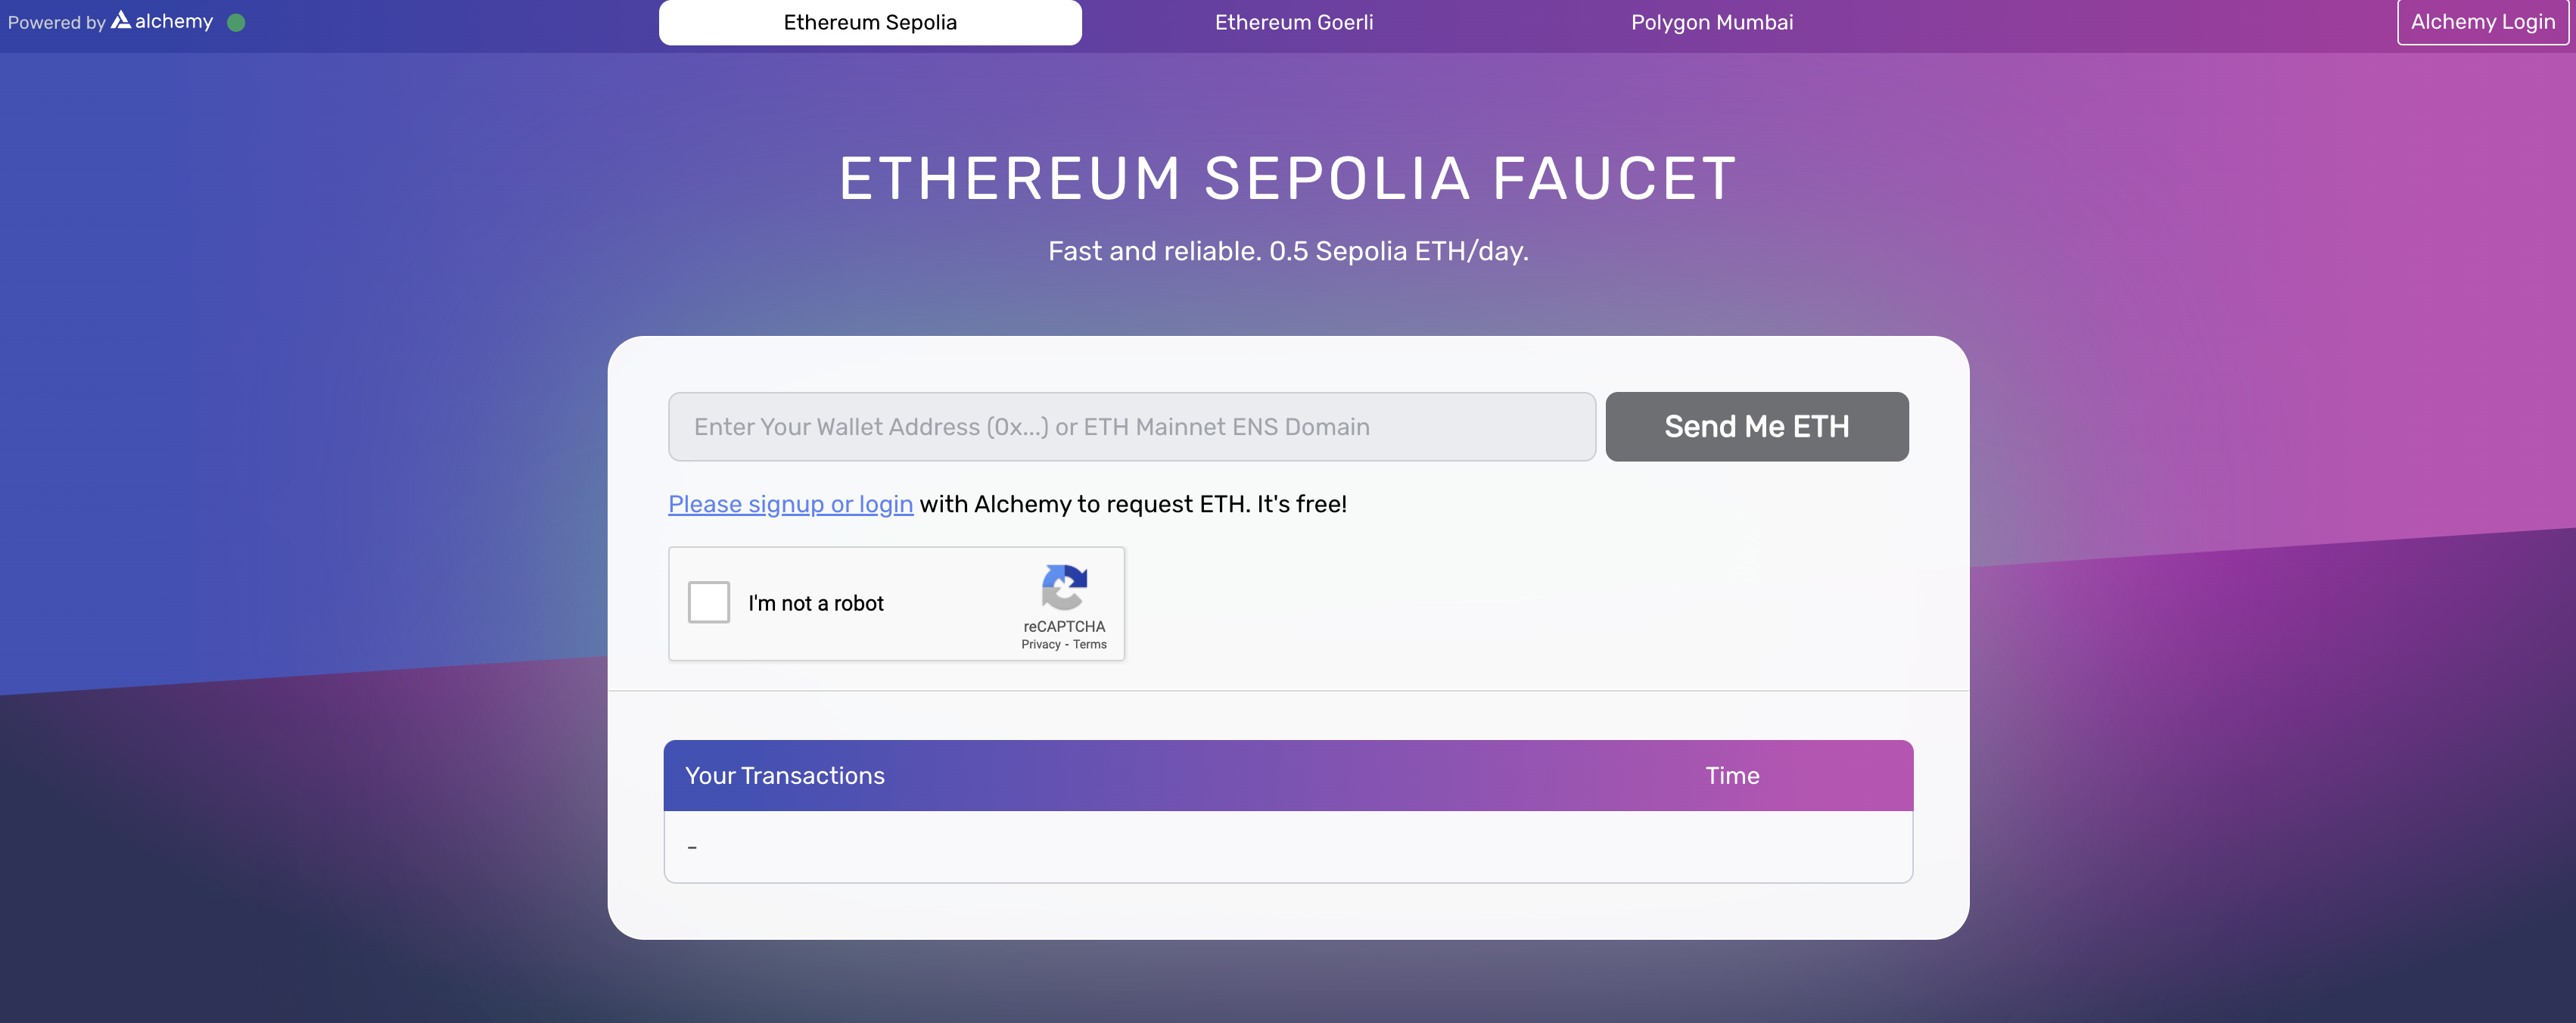 Powered by alchemy
Ethereum Sepolia
Ethereum Goerli
Polygon Mumbai
Alchemy Login
ETHEREUM SEPOLIA FAUCET
Fast and reliable. 0.5 Sepolia ETH/day.
Enter Your Wallet Address (0x...) or ETH Mainnet ENS Domain
Send Me ETH
Please signup or login with Alchemy to request ETH. It's free!
I'm not a robot
reCAPTCHA
Privacy - Terms
Your Transactions
Time
-